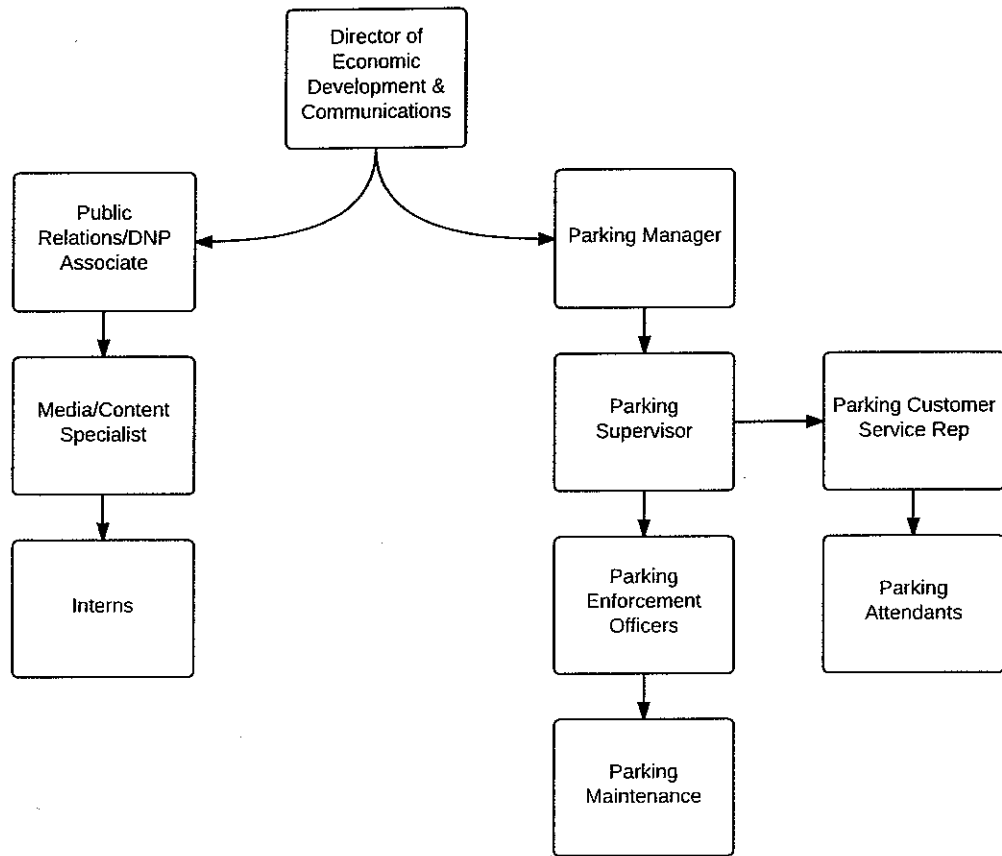 Director of
Economic
Development &
Communications
Public
Relations/DNP
Associate
Parking Manager
Media/Content
Specialist
Parking
Supervisor
Parking Customer
Service Rep
Interns
Parking
Enforcement
Officers
Parking
Attendants
Parking
Maintenance